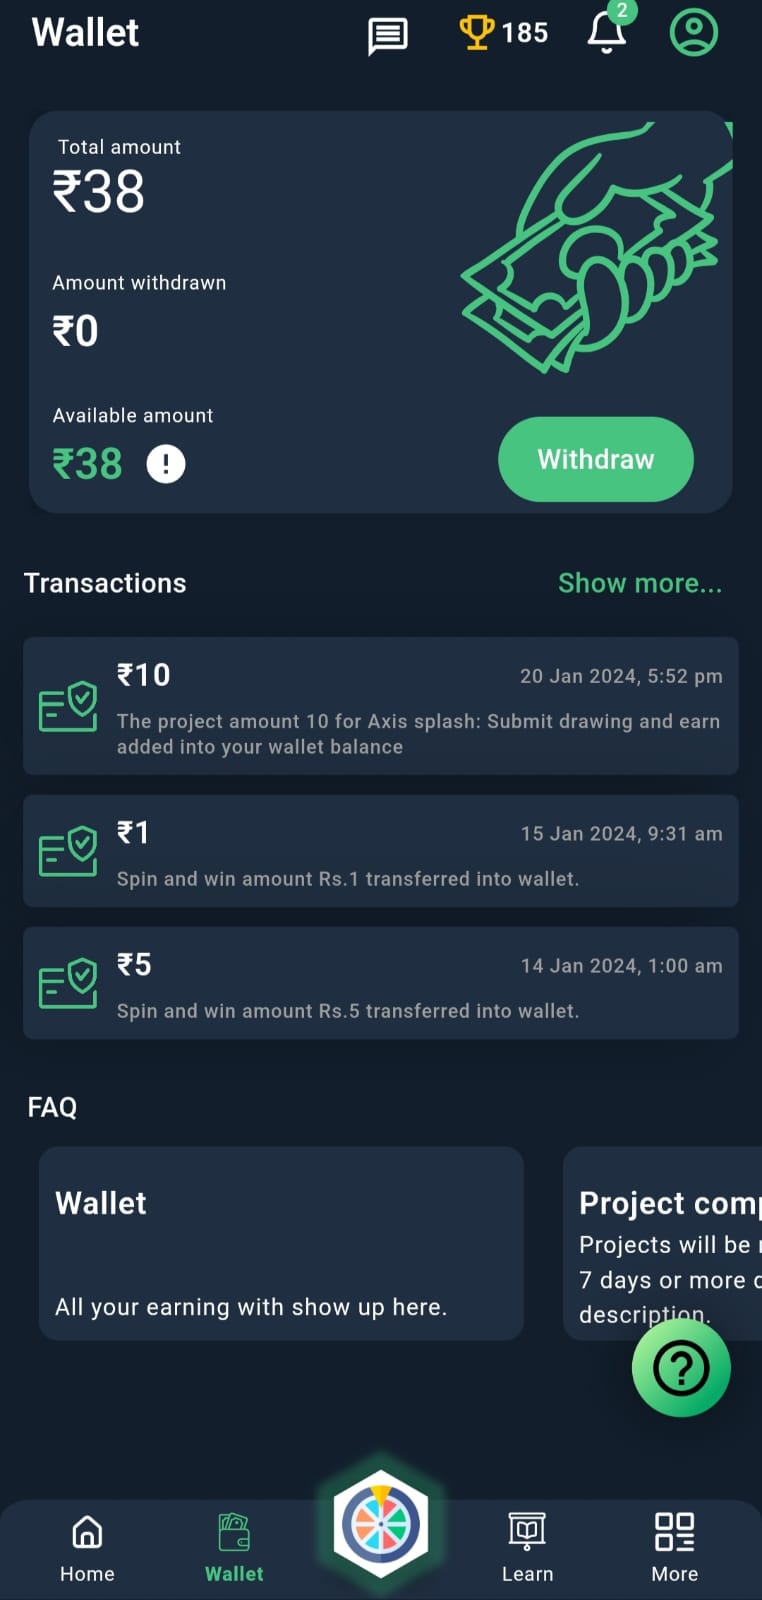 Wallet
185
2
Total amount
₹38
Amount withdrawn
₹0
Available amount
₹38
!
Withdraw
Transactions
Show more...
₹10
20 Jan 2024, 5:52 pm
The project amount 10 for Axis splash: Submit drawing and earn
added into your wallet balance
₹1
15 Jan 2024, 9:31 am
Spin and win amount Rs.1 transferred into wallet.
₹5
14 Jan 2024, 1:00 am
Spin and win amount Rs.5 transferred into wallet.
FAQ
Wallet
All your earning with show up here.
Project
Projects will be
7 days or more
description.
?
Home
Wallet
Learn
More